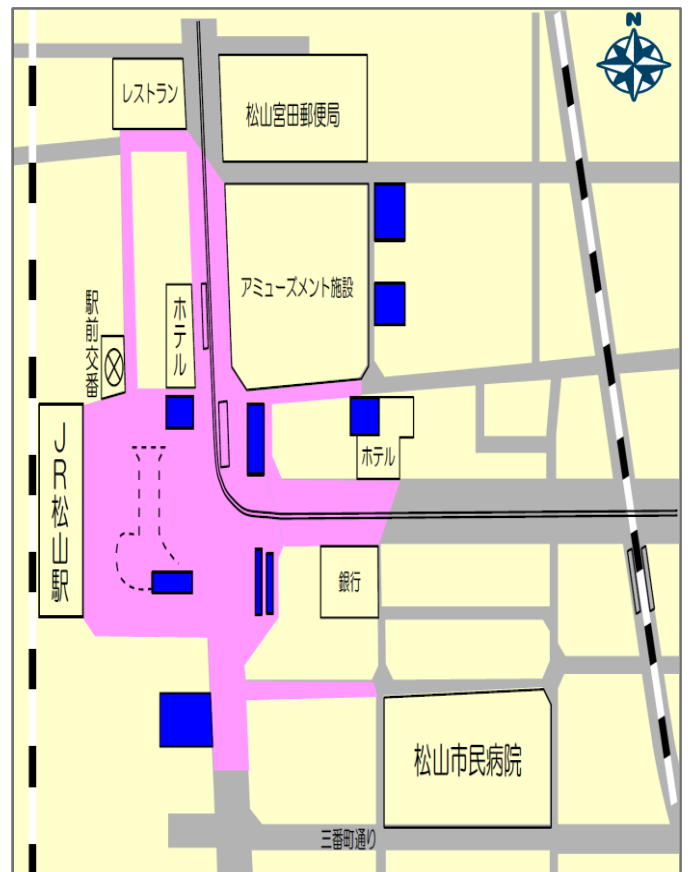 N
レストラン
松山宮田郵便局
アミューズメント施設
駅前交番
ホテル
JR松山駅
ホテル
銀行
松山市民病院
三番町通り